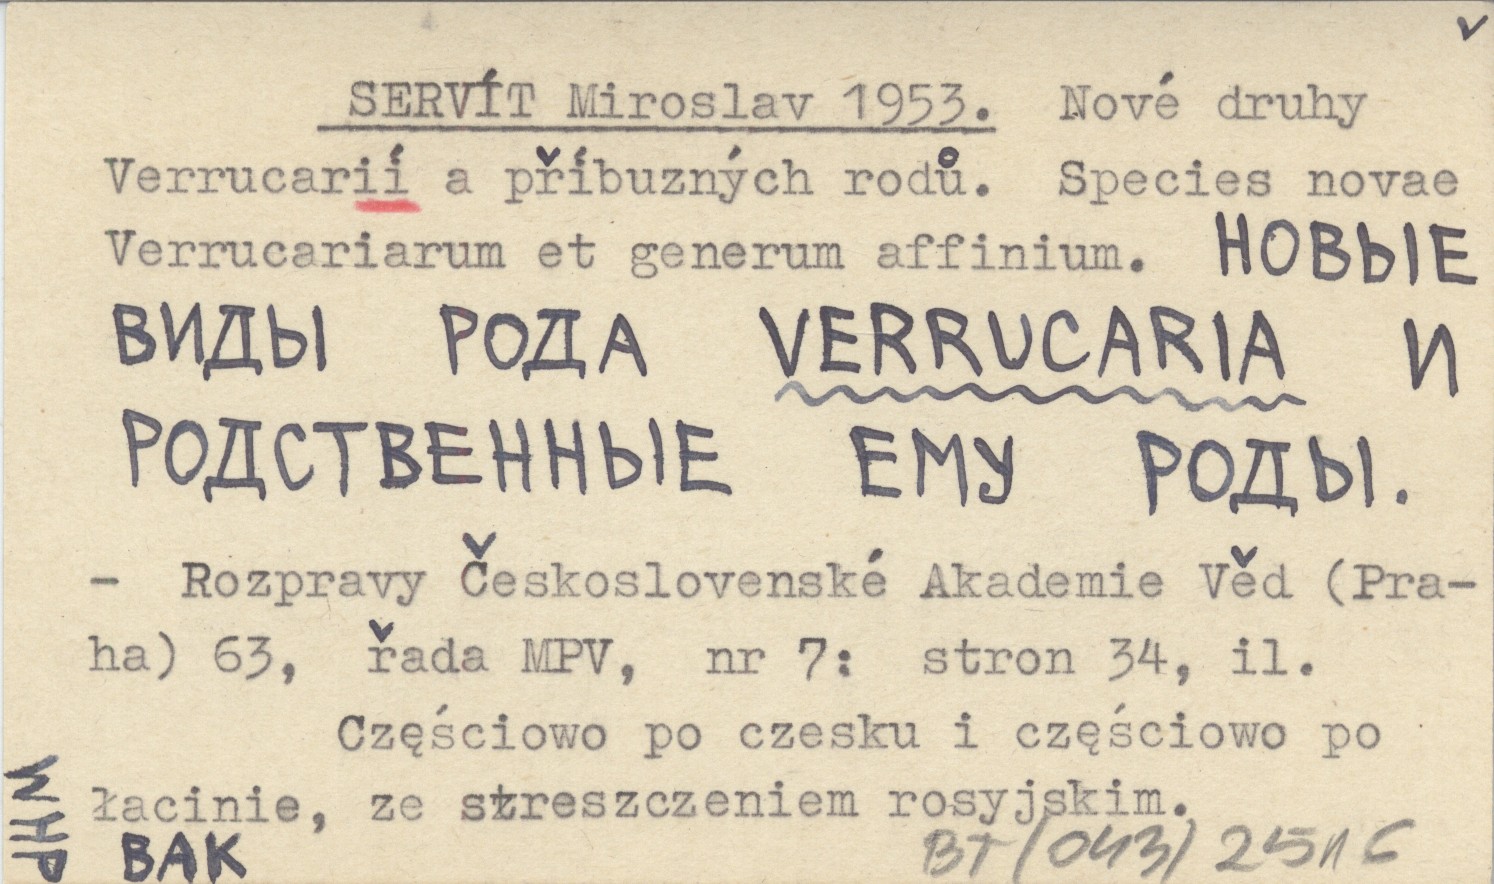 SERVÍT Miroslav 1953. Nové druhy
Verrucarií a příbuzných rodů. Species novae
Verrucariarum et generum affinium. НОВЫЕ
ВИДЫ РОДА VERRUCARIA И
РОДСТВЕННЫЕ ЕМУ РОДЫ.
- Rozpravy Československé Akademie Věd (Pra-
ha) 63, řada MPV, nr 7: stron 34, il.
Częściowo po czesku i częściowo po
łacinie, ze streszczeniem rosyjskim.
WHP BAK